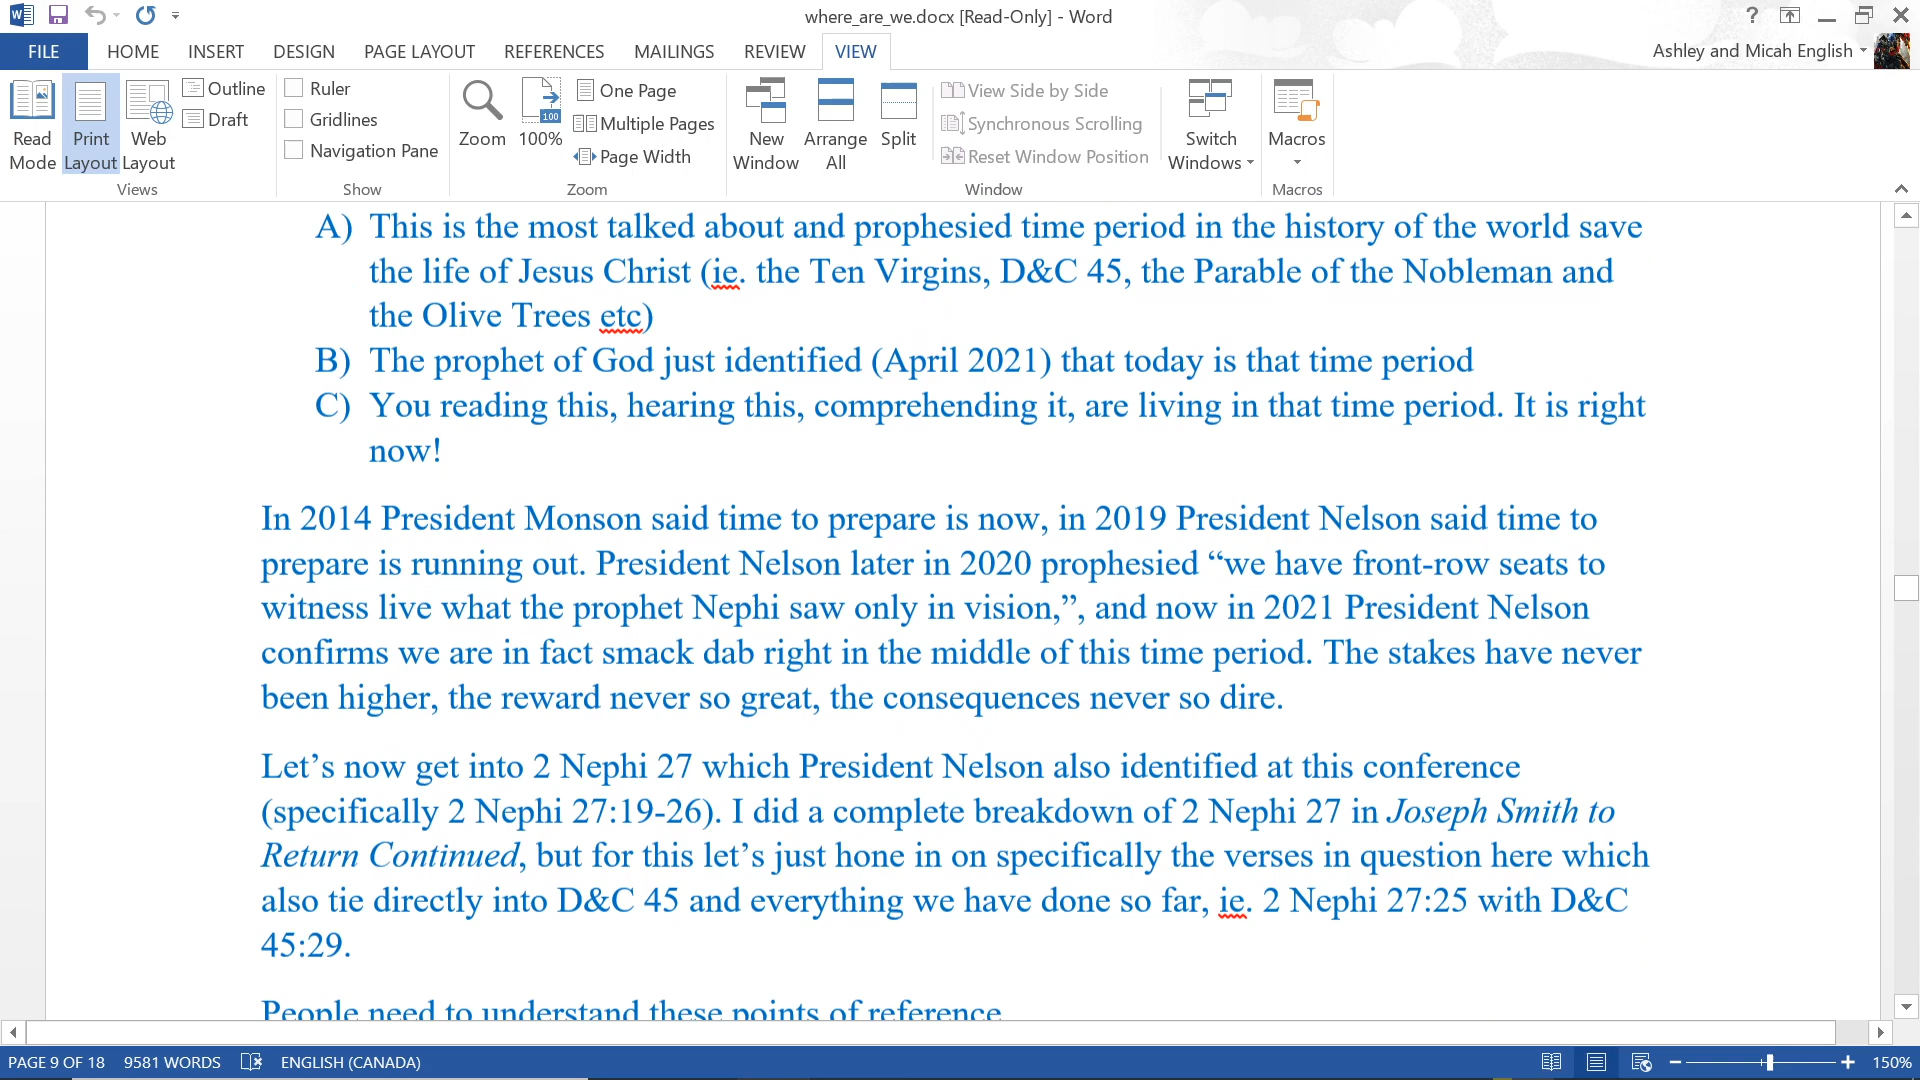 where_are_we.docx [Read-Only] - Word
?
FILE HOME INSERT DESIGN PAGE LAYOUT REFERENCES MAILINGS REVIEW VIEW Ashley and Micah English
Read Mode
Print Layout
Web Layout
Outline
Draft
Views
Ruler
Gridlines
Navigation Pane
Show
Zoom
100
100%
One Page
Multiple Pages
Page Width
Zoom
New Window
Arrange All
Split
View Side by Side
Synchronous Scrolling
Reset Window Position
Switch Windows
Window
Macros
Macros
A) This is the most talked about and prophesied time period in the history of the world save
the life of Jesus Christ (ie. the Ten Virgins, D&C 45, the Parable of the Nobleman and
the Olive Trees etc)
B) The prophet of God just identified (April 2021) that today is that time period
C) You reading this, hearing this, comprehending it, are living in that time period. It is right
now!
In 2014 President Monson said time to prepare is now, in 2019 President Nelson said time to
prepare is running out. President Nelson later in 2020 prophesied “we have front-row seats to
witness live what the prophet Nephi saw only in vision,”, and now in 2021 President Nelson
confirms we are in fact smack dab right in the middle of this time period. The stakes have never
been higher, the reward never so great, the consequences never so dire.
Let’s now get into 2 Nephi 27 which President Nelson also identified at this conference
(specifically 2 Nephi 27:19-26). I did a complete breakdown of 2 Nephi 27 in Joseph Smith to
Return Continued, but for this let’s just hone in on specifically the verses in question here which
also tie directly into D&C 45 and everything we have done so far, ie. 2 Nephi 27:25 with D&C
45:29.
People need to understand these points of reference
PAGE 9 OF 18 9581 WORDS ENGLISH (CANADA) 150%